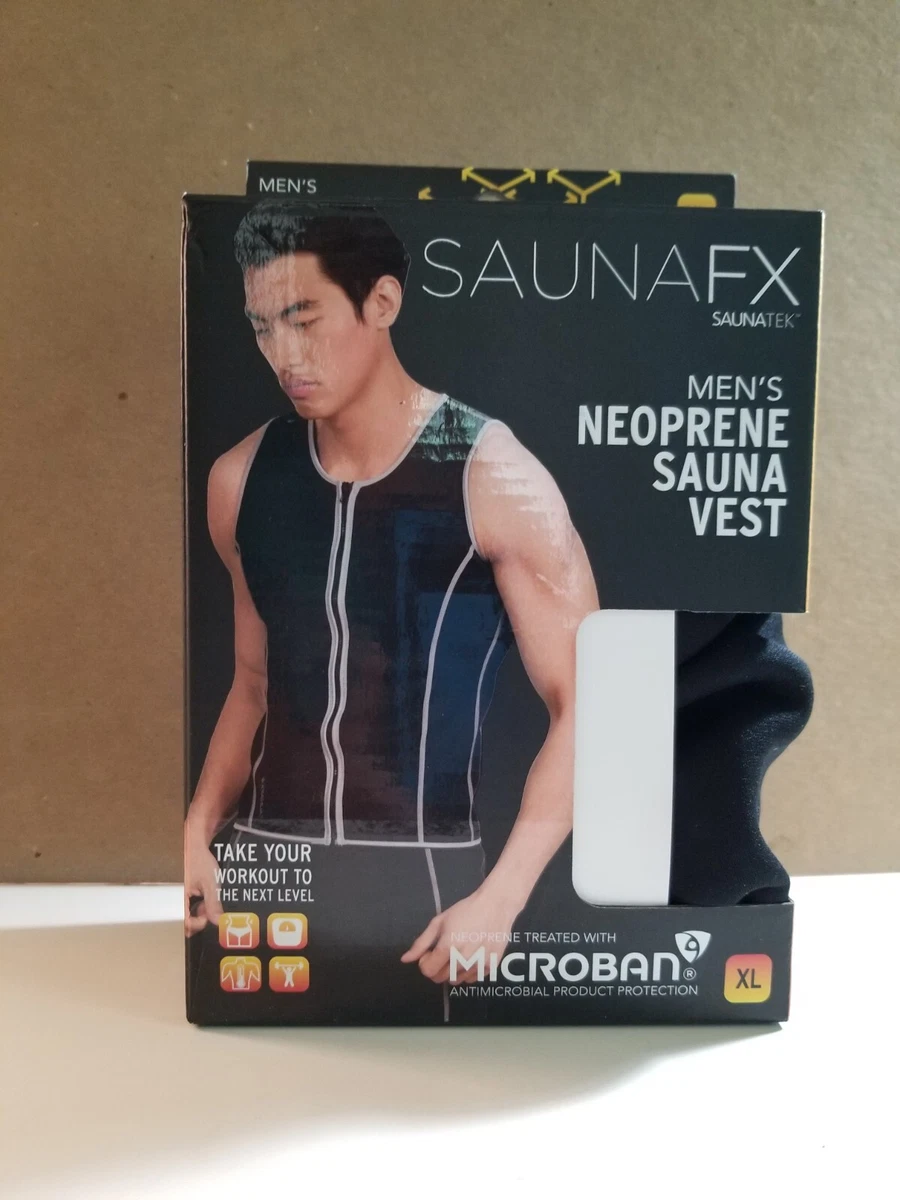 MEN'S
SAUNAFX
SAUNATEK™
MEN'S
NEOPRENE
SAUNA
VEST
TAKE YOUR
WORKOUT TO
THE NEXT LEVEL
NEOPRENE TREATED WITH
MICROBAN®
ANTIMICROBIAL PRODUCT PROTECTION
XL